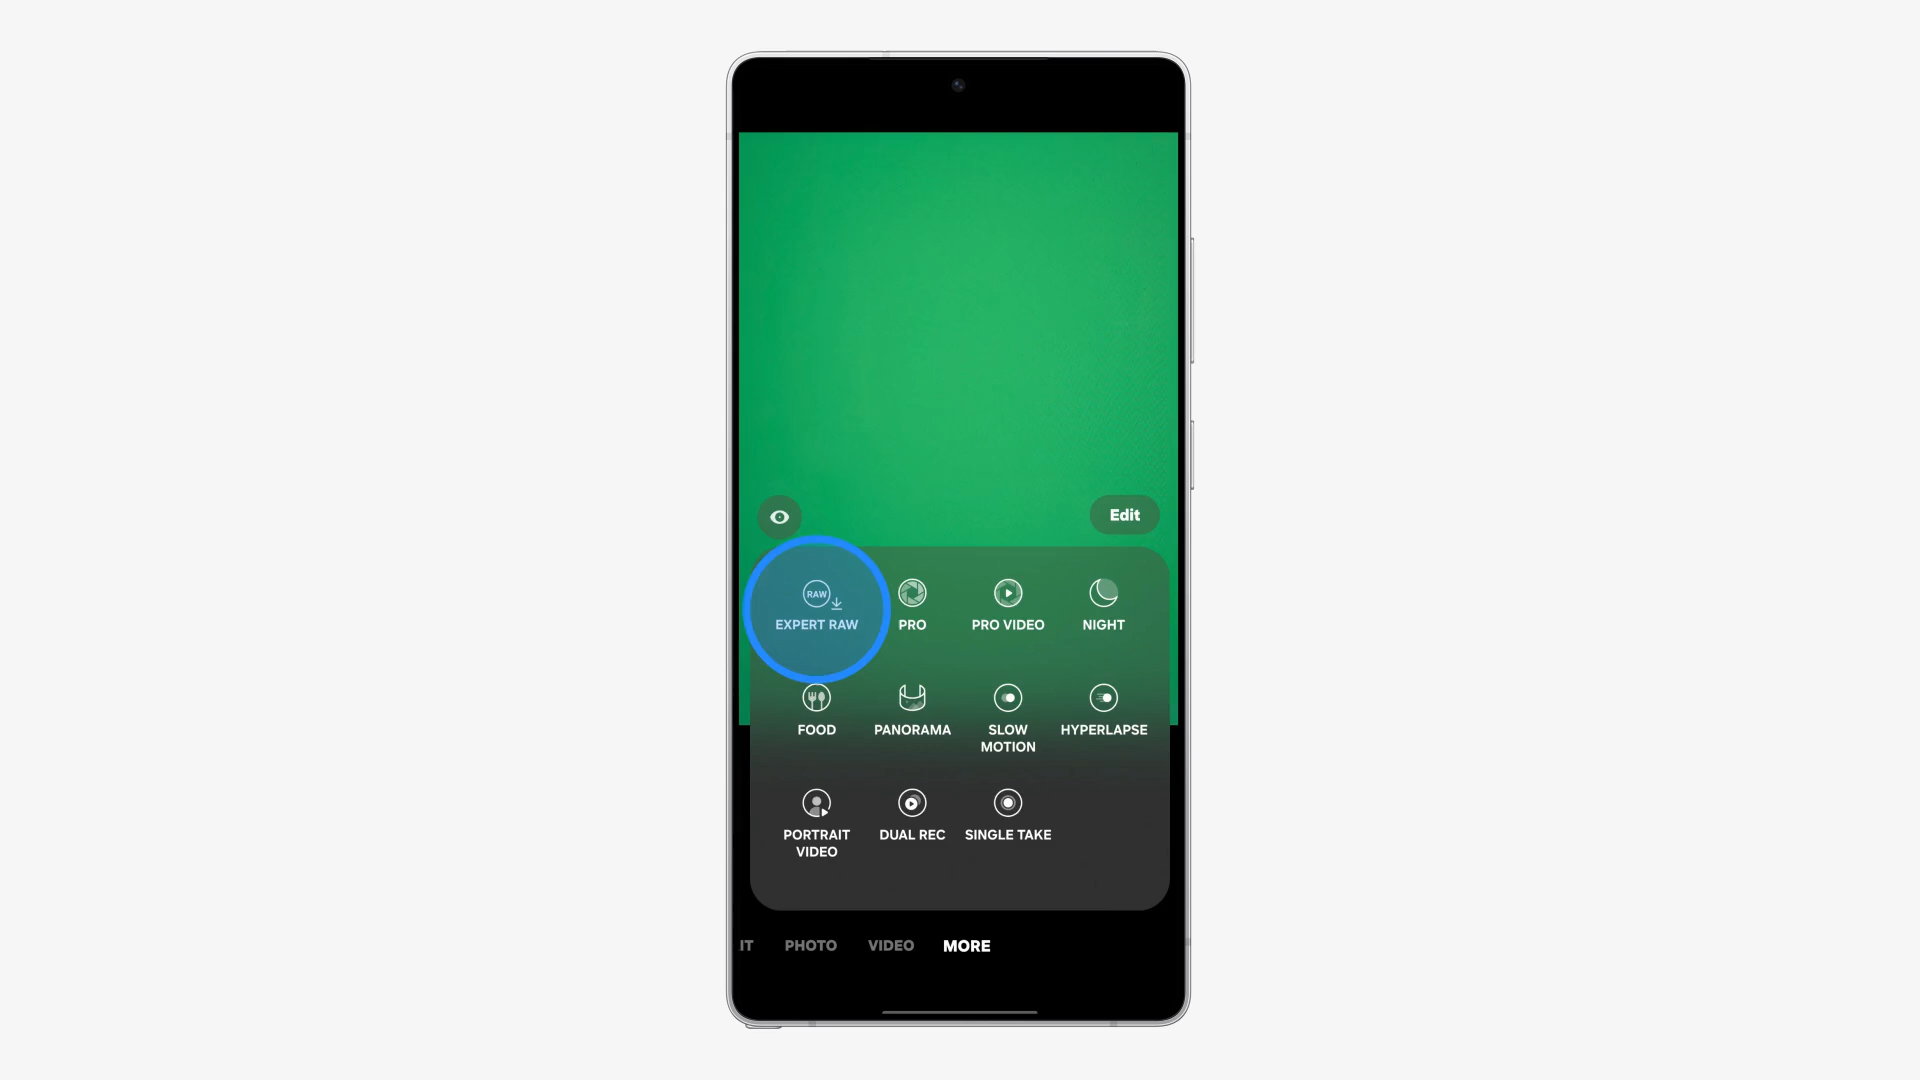 Edit
RAW
EXPERT RAW
PRO
PRO VIDEO
NIGHT
FOOD
PANORAMA
SLOW
MOTION
HYPERLAPSE
PORTRAIT
VIDEO
DUAL REC
SINGLE TAKE
IT PHOTO VIDEO MORE